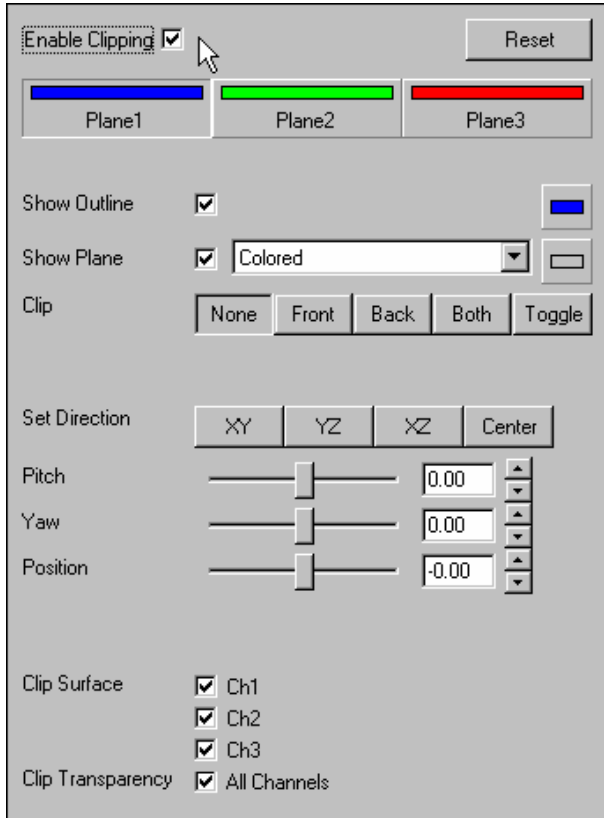 Enable Clipping Reset
Plane1 Plane2 Plane3
Show Outline
Show Plane Colored
Clip None Front Back Both Toggle
Set Direction XY YZ XZ Center
Pitch 0.00
Yaw 0.00
Position -0.00
Clip Surface Ch1
Ch2
Ch3
Clip Transparency All Channels